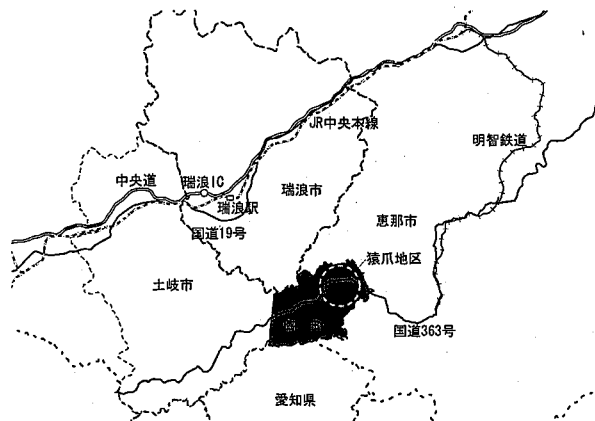 JR中央本線
明智鉄道
中央道
瑞浪IC
瑞浪市
瑞浪駅
恵那市
国道19号
猿爪地区
土岐市
国道363号
愛知県